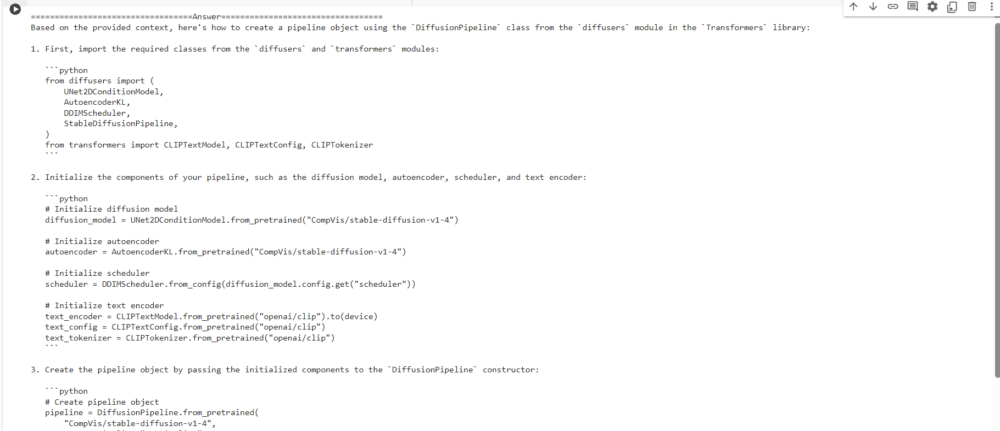 ==================================Answer==================================
Based on the provided context, here's how to create a pipeline object using the `DiffusionPipeline` class from the `diffusers` module in the `Transformers` library:
1. First, import the required classes from the `diffusers` and `transformers` modules:
```python
from diffusers import (
UNet2DConditionModel,
AutoencoderKL,
DDIMScheduler,
StableDiffusionPipeline,
)
from transformers import CLIPTextModel, CLIPTextConfig, CLIPTokenizer
```
2. Initialize the components of your pipeline, such as the diffusion model, autoencoder, scheduler, and text encoder:
```python
# Initialize diffusion model
diffusion_model = UNet2DConditionModel.from_pretrained("CompVis/stable-diffusion-v1-4")
# Initialize autoencoder
autoencoder = AutoencoderKL.from_pretrained("CompVis/stable-diffusion-v1-4")
# Initialize scheduler
scheduler = DDIMScheduler.from_config(diffusion_model.config.get("scheduler"))
# Initialize text encoder
text_encoder = CLIPTextModel.from_pretrained("openai/clip").to(device)
text_config = CLIPTextConfig.from_pretrained("openai/clip")
text_tokenizer = CLIPTokenizer.from_pretrained("openai/clip")
```
3. Create the pipeline object by passing the initialized components to the `DiffusionPipeline` constructor:
```python
# Create pipeline object
pipeline = DiffusionPipeline.from_pretrained(
"CompVis/stable-diffusion-v1-4",